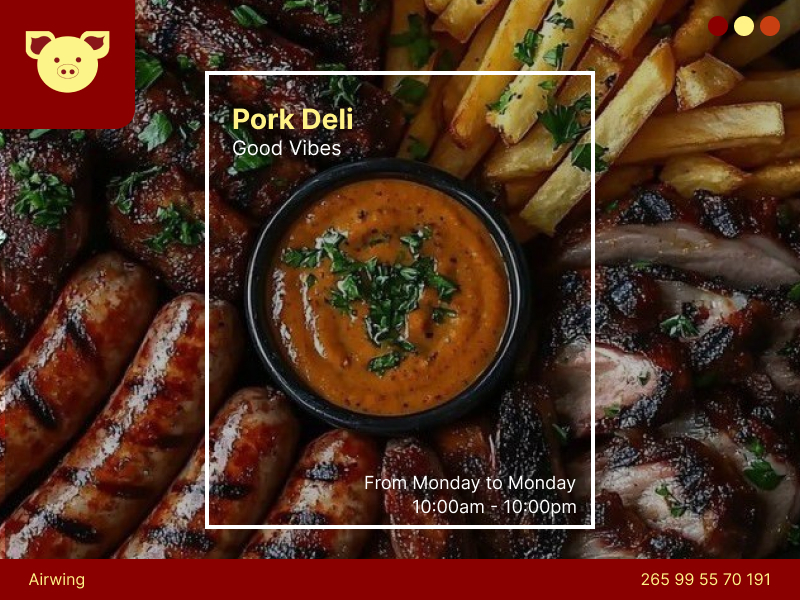 Pork Deli
Good Vibes
From Monday to Monday
10:00am - 10:00pm
Airwing
265 99 55 70 191